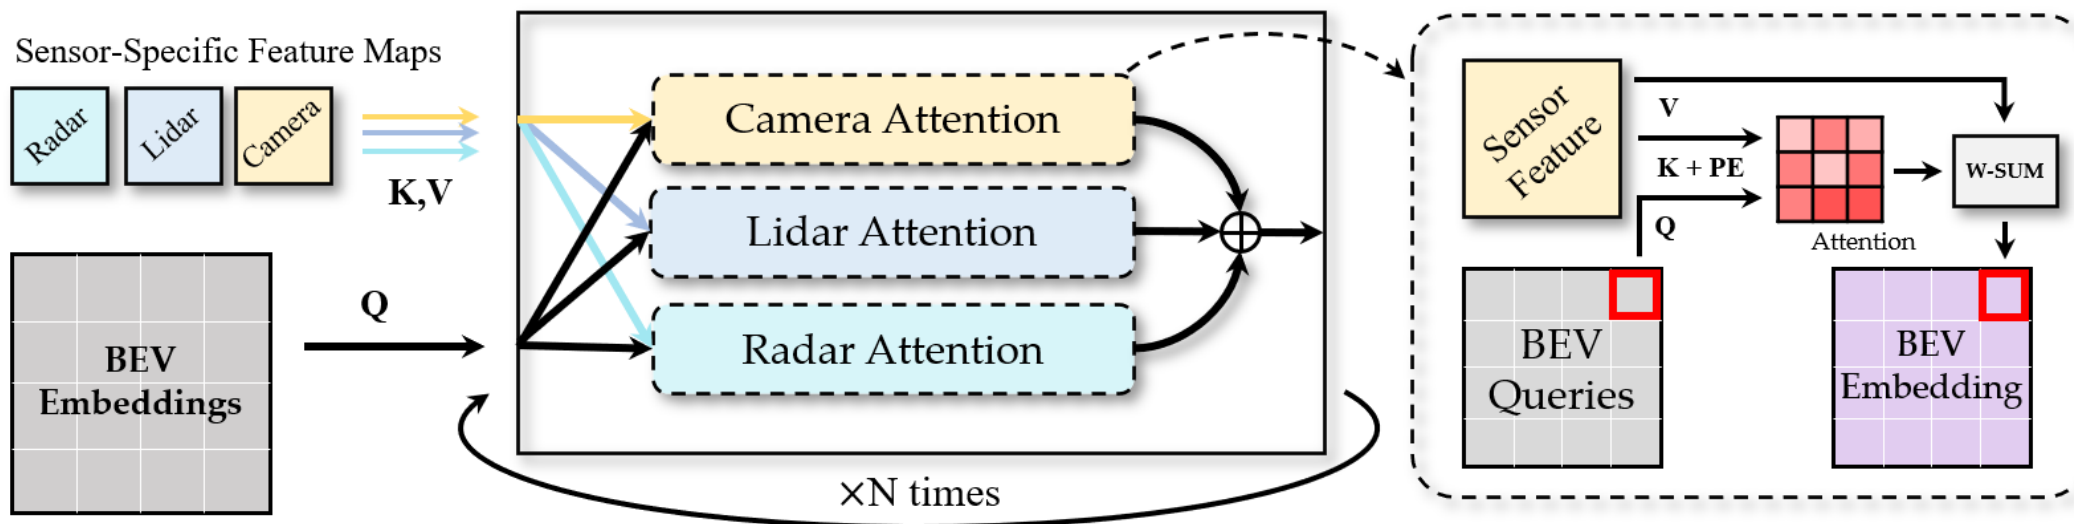 Sensor-Specific Feature Maps
Radar
Lidar
Camera
K,V
BEV
Embeddings
Q
Camera Attention
Lidar Attention
Radar Attention
×N times
Sensor
Feature
V
K + PE
Q
Attention
W-SUM
BEV
Queries
BEV
Embedding